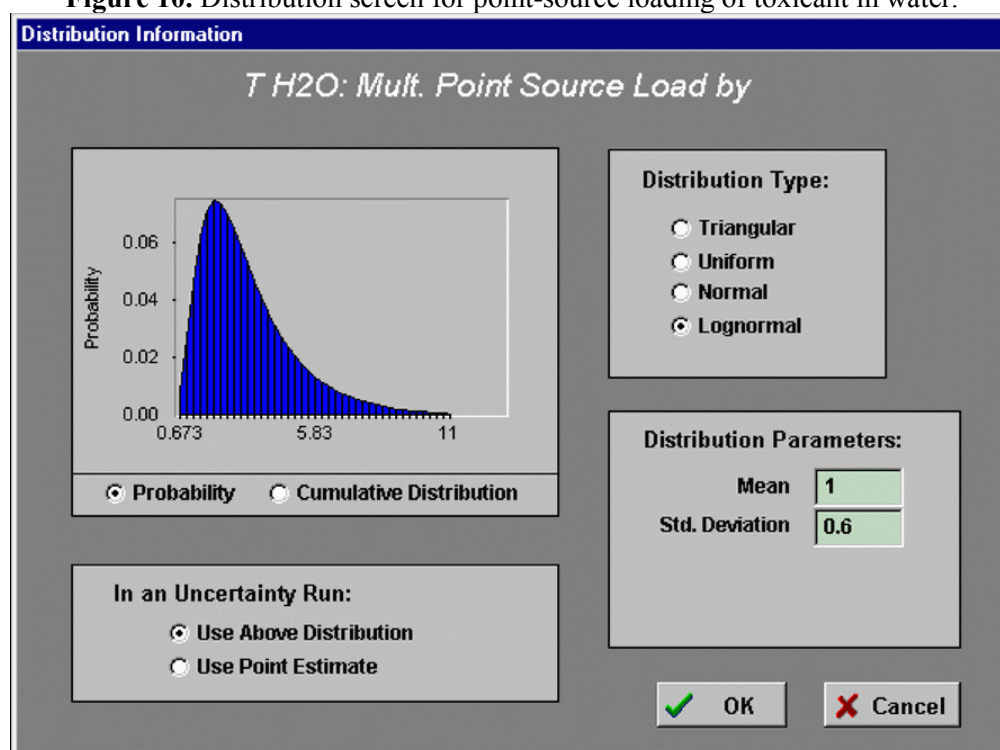 Figure 10. Distribution screen for point-source loading of toxicant in water.
Distribution Information
T H2O: Mult. Point Source Load by
Probability
0.06
0.04
0.02
0.00
0.673
5.83
11
Probability
Cumulative Distribution
Distribution Type:
Triangular
Uniform
Normal
Lognormal
Distribution Parameters:
Mean 1
Std. Deviation 0.6
In an Uncertainty Run:
Use Above Distribution
Use Point Estimate
OK
Cancel